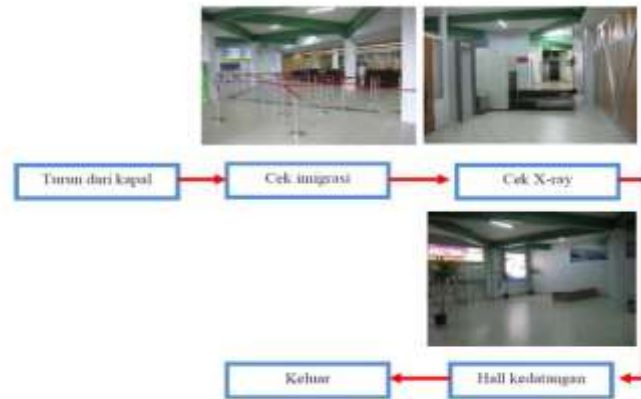 Turun dari kapal
Cek imigrasi
Cek X-ray
Hall kedatangan
Keluar